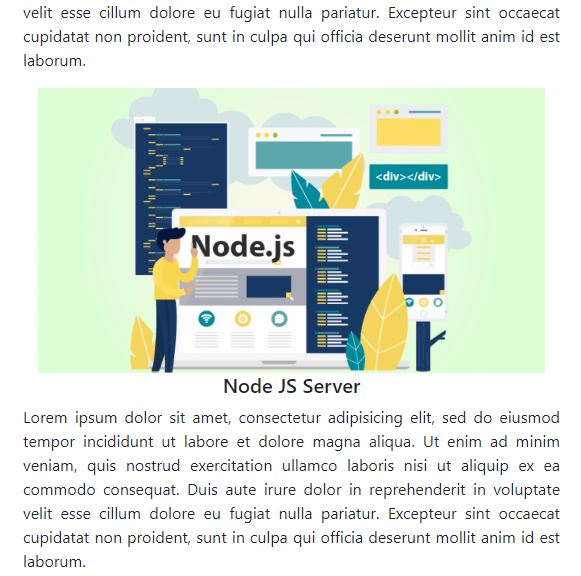 velit esse cillum dolore eu fugiat nulla pariatur. Excepteur sint occaecat
cupidatat non proident, sunt in culpa qui officia deserunt mollit anim id est
laborum.
<div></div>
Node.js
Node JS Server
Lorem ipsum dolor sit amet, consectetur adipisicing elit, sed do eiusmod
tempor incididunt ut labore et dolore magna aliqua. Ut enim ad minim
veniam, quis nostrud exercitation ullamco laboris nisi ut aliquip ex ea
commodo consequat. Duis aute irure dolor in reprehenderit in voluptate
velit esse cillum dolore eu fugiat nulla pariatur. Excepteur sint occaecat
cupidatat non proident, sunt in culpa qui officia deserunt mollit anim id est
laborum.